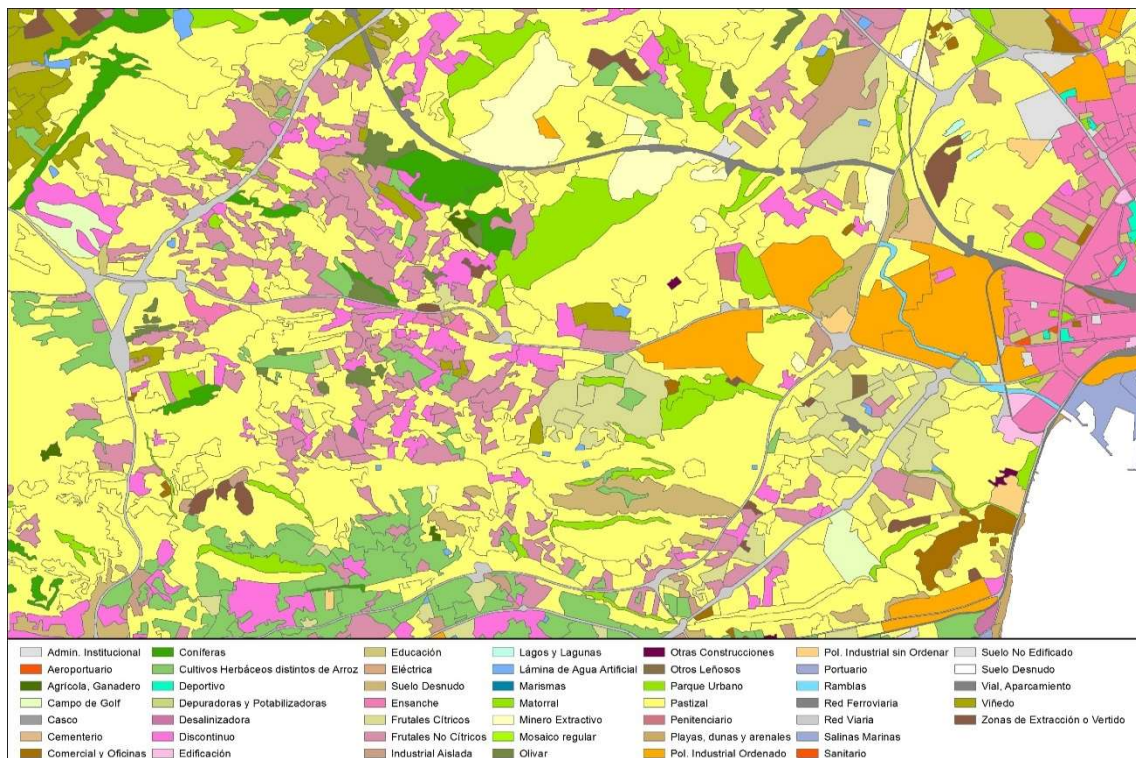 Admin. Institucional
Aeroportuario
Agrícola, Ganadero
Campo de Golf
Casco
Cementerio
Comercial y Oficinas
Coníferas
Cultivos Herbáceos distintos de Arroz
Deportivo
Depuradoras y Potabilizadoras
Desalinizadora
Discontinuo
Edificación
Educación
Eléctrica
Suelo Desnudo
Ensanche
Frutales Cítricos
Frutales No Cítricos
Industrial Aislada
Lagos y Lagunas
Lámina de Agua Artificial
Marismas
Matorral
Minero Extractivo
Mosaico regular
Olivar
Otras Construcciones
Otros Leñosos
Parque Urbano
Pastizal
Penitenciario
Playas, dunas y arenales
Pol. Industrial Ordenado
Pol. Industrial sin Ordenar
Portuario
Ramblas
Red Ferroviaria
Red Viaria
Salinas Marinas
Sanitario
Suelo No Edificado
Suelo Desnudo
Vial, Aparcamiento
Viñedo
Zonas de Extracción o Vertido